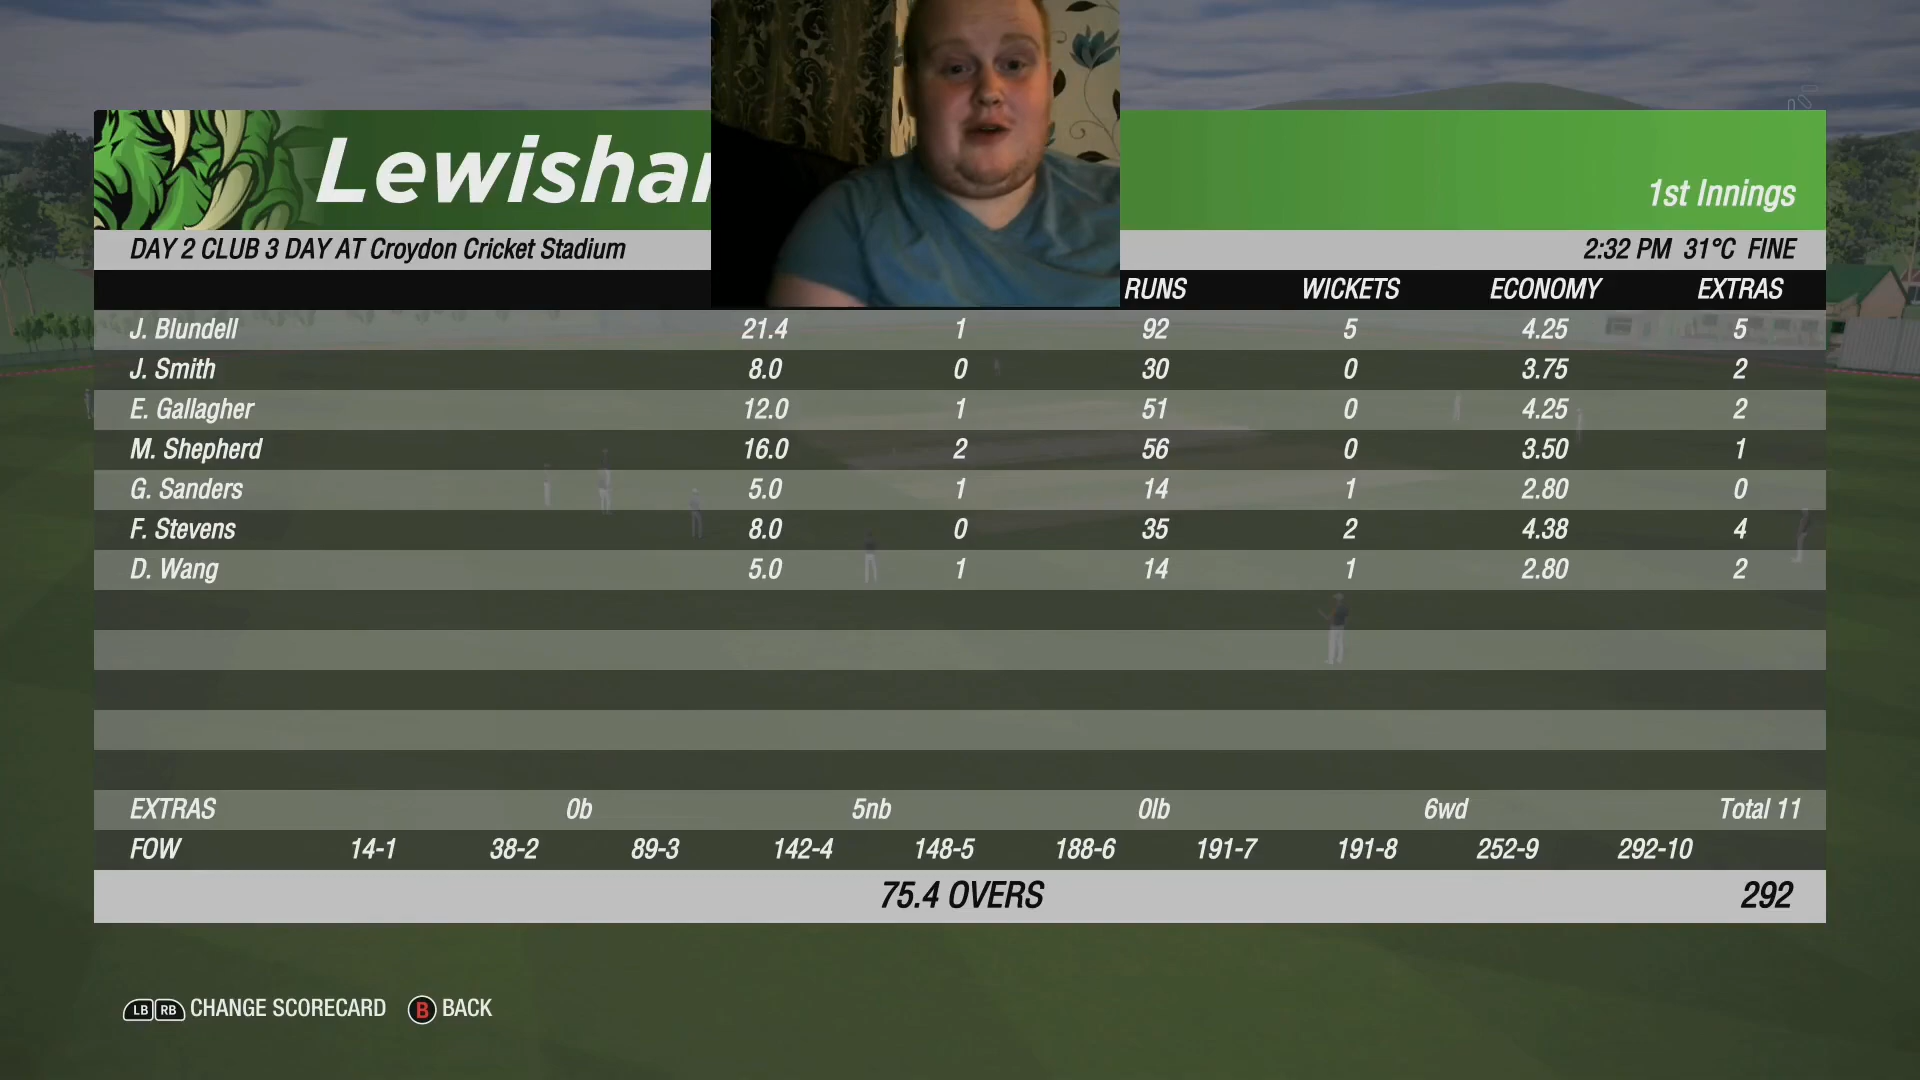 1st Innings
DAY 2 CLUB 3 DAY AT Croydon Cricket Stadium 2:32 PM 31°C FINE
RUNS WICKETS ECONOMY EXTRAS
J. Blundell 21.4 1 92 5 4.25 5
J. Smith 8.0 0 30 0 3.75 2
E. Gallagher 12.0 1 51 0 4.25 2
M. Shepherd 16.0 2 56 0 3.50 1
G. Sanders 5.0 1 14 1 2.80 0
F. Stevens 8.0 0 35 2 4.38 4
D. Wang 5.0 1 14 1 2.80 2
EXTRAS 0b 5nb 0lb 6wd Total 11
FOW 14-1 38-2 89-3 142-4 148-5 188-6 191-7 191-8 252-9 292-10
75.4 OVERS 292
LB RB CHANGE SCORECARD B BACK